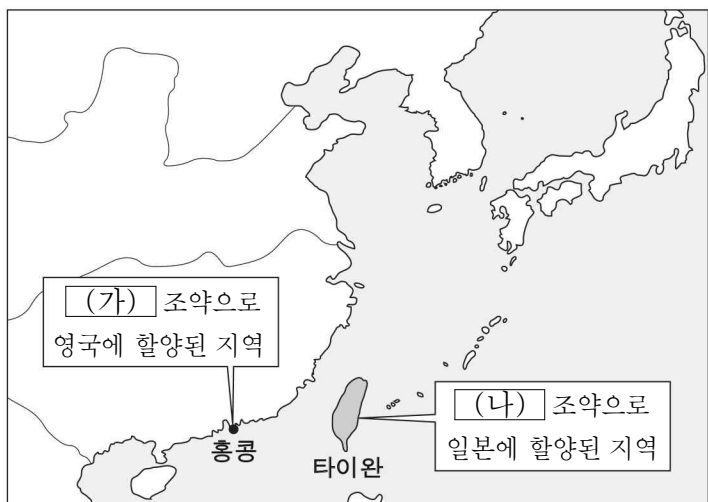 (가) 조약으로
영국에 할양된 지역
홍콩
타이완
(나) 조약으로
일본에 할양된 지역